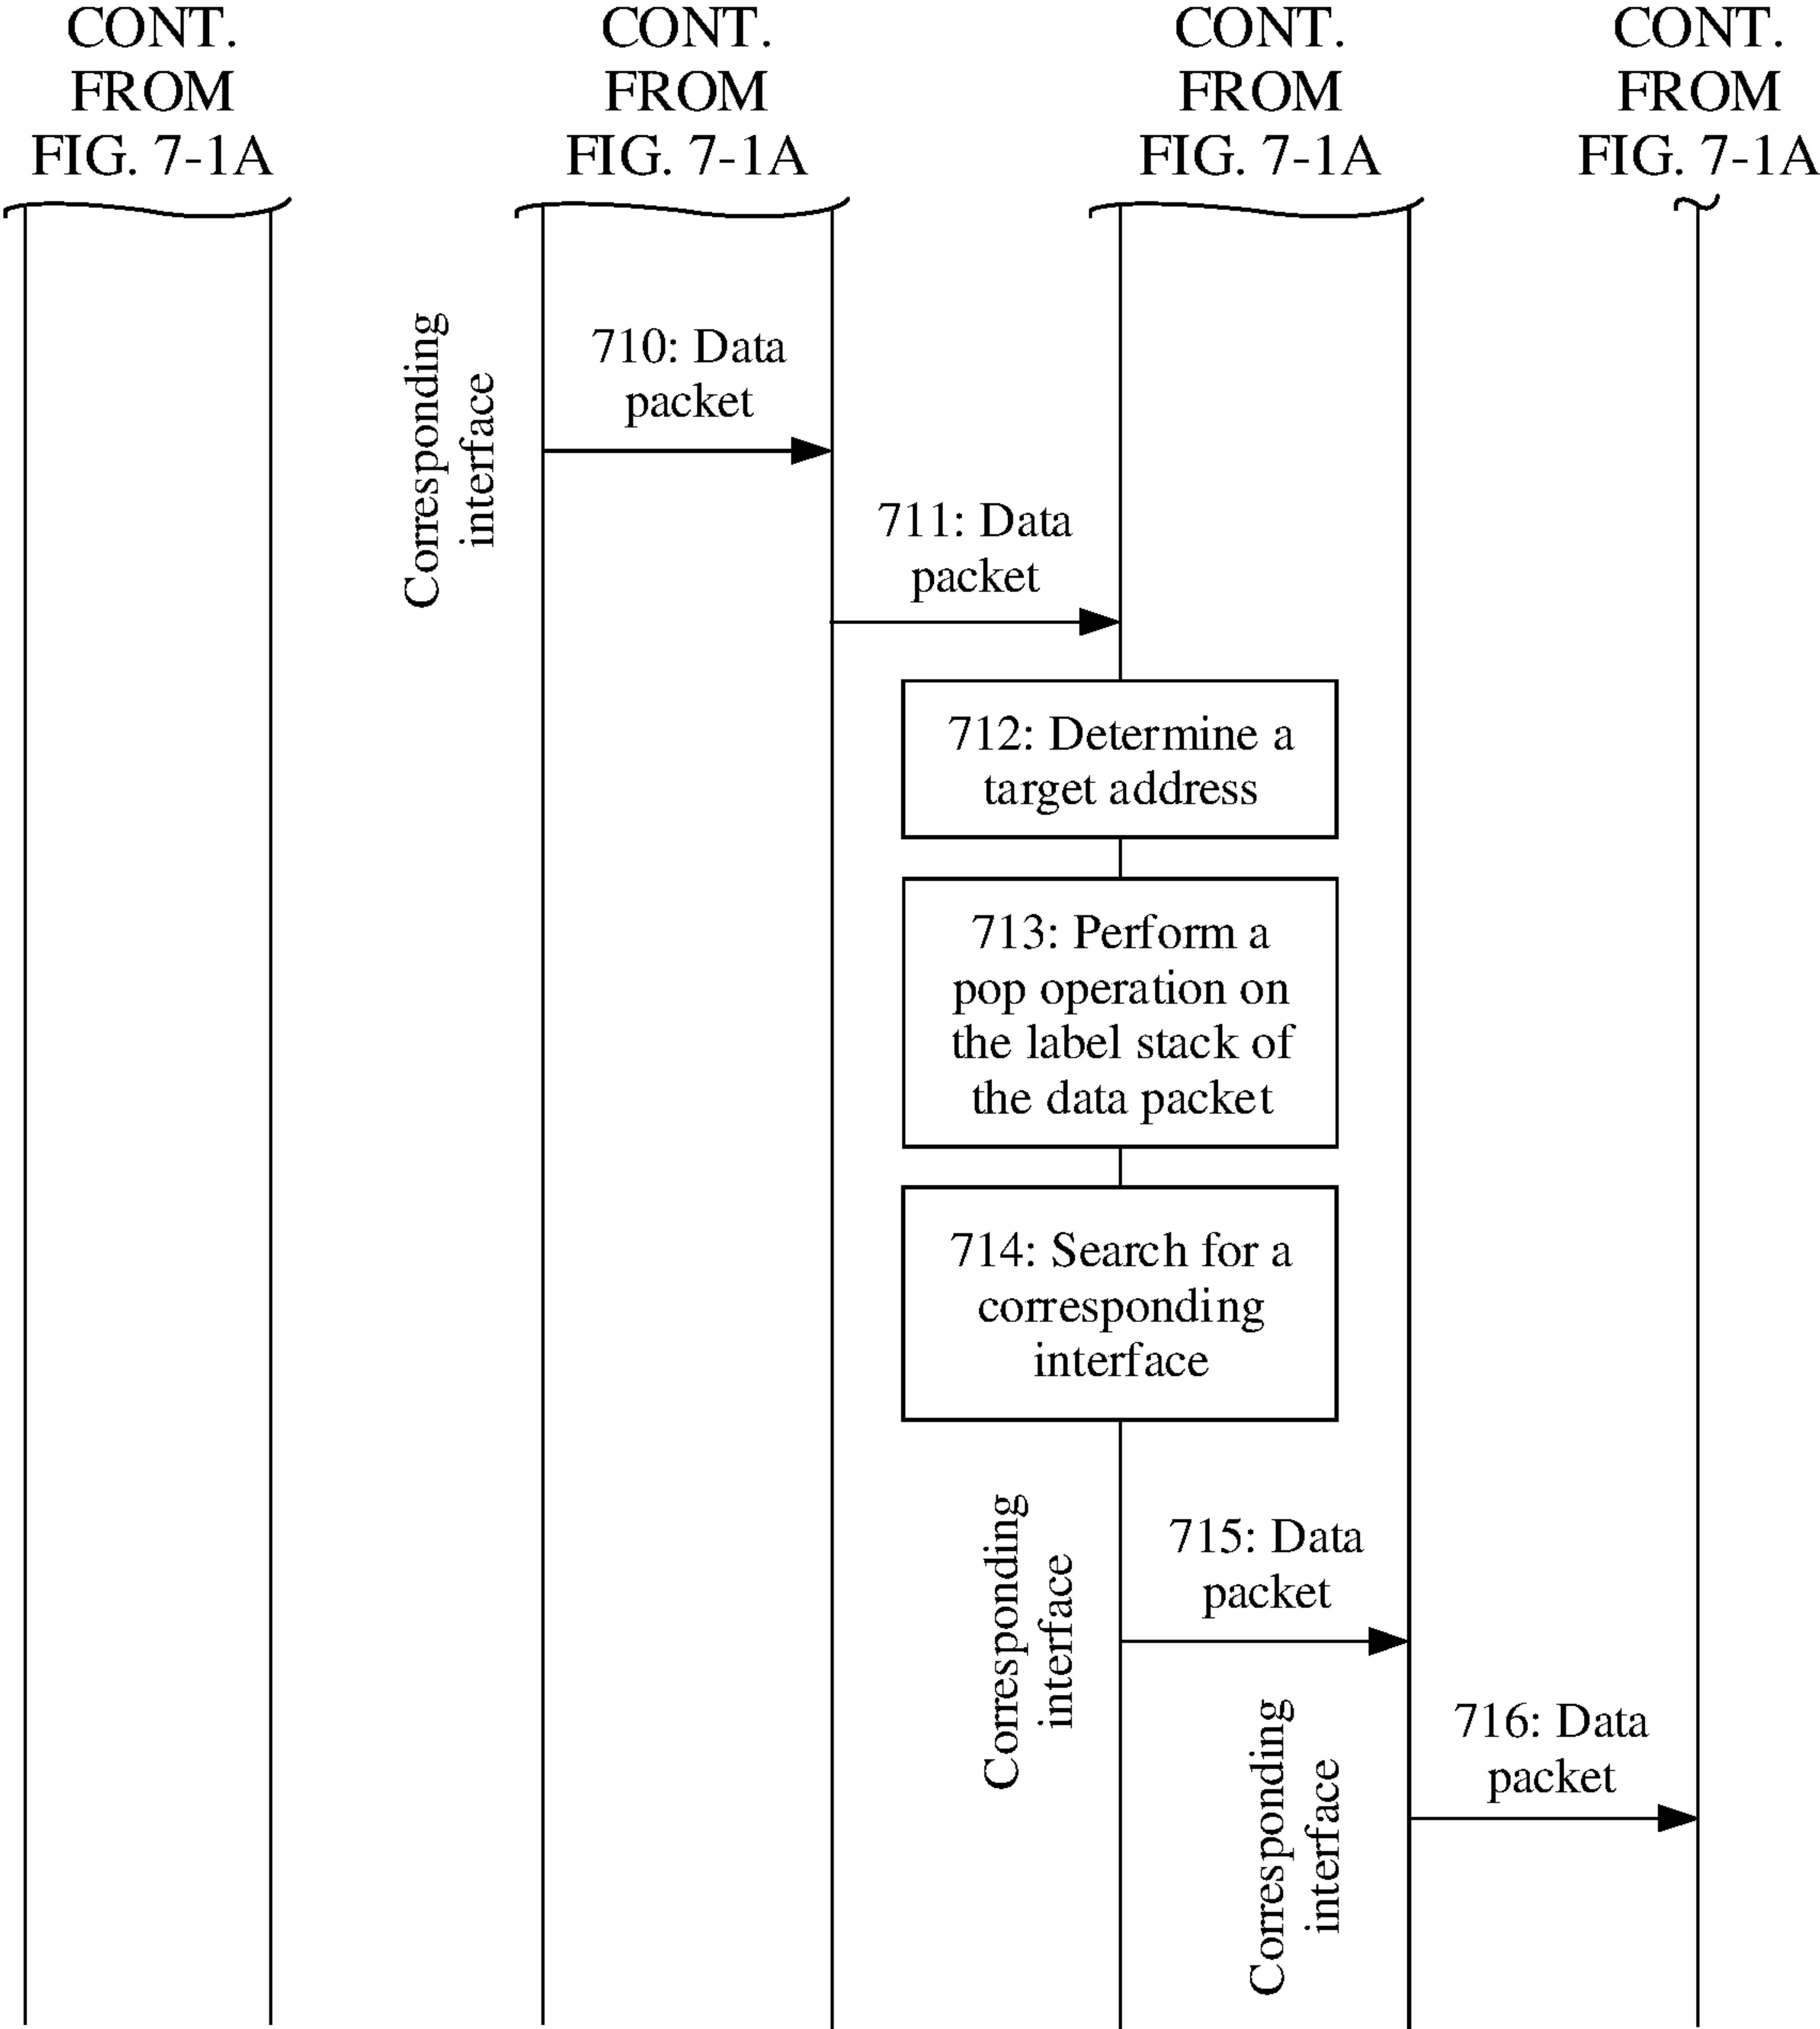 CONT.
FROM
FIG. 7-1A
CONT.
FROM
FIG. 7-1A
CONT.
FROM
FIG. 7-1A
CONT.
FROM
FIG. 7-1A
Corresponding
interface
710: Data
packet
711: Data
packet
712: Determine a
target address
713: Perform a
pop operation on
the label stack of
the data packet
714: Search for a
corresponding
interface
Corresponding
interface
715: Data
packet
Corresponding
interface
716: Data
packet